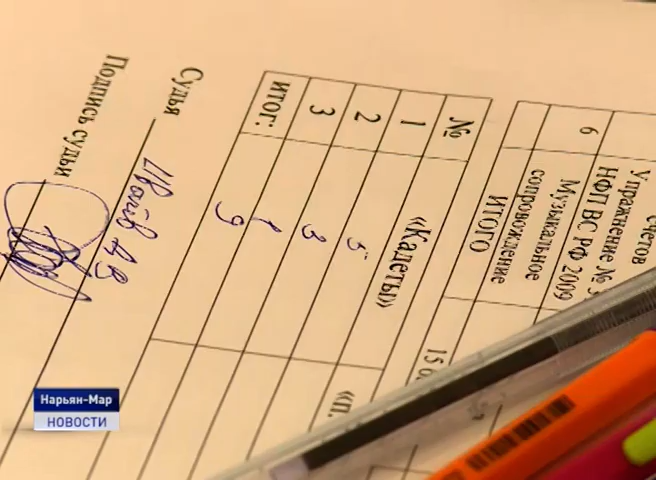 счетов
Упражнение №
НФП ВС РФ 2009
6 Музыкальное
сопровождение
ИТОГО
№ «Кадеты» «п.
1 5
2 3
3 1
ИТОГ: 9
Судья
Подпись судьи
Нарьян-Мар
НОВОСТИ